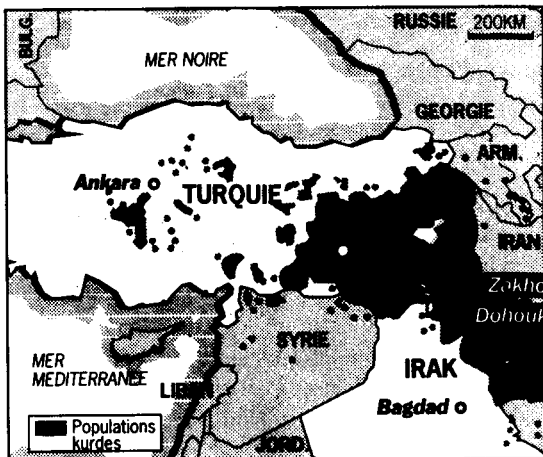 BULG.
RUSSIE
200KM
MER NOIRE
GEORGIE
ARM.
Ankara
TURQUIE
IRAN
Zakho
Dohouk
SYRIE
MER
MEDITERRANÉE
LIBAN
IRAK
Bagdad
JORD.
Populations
kurdes